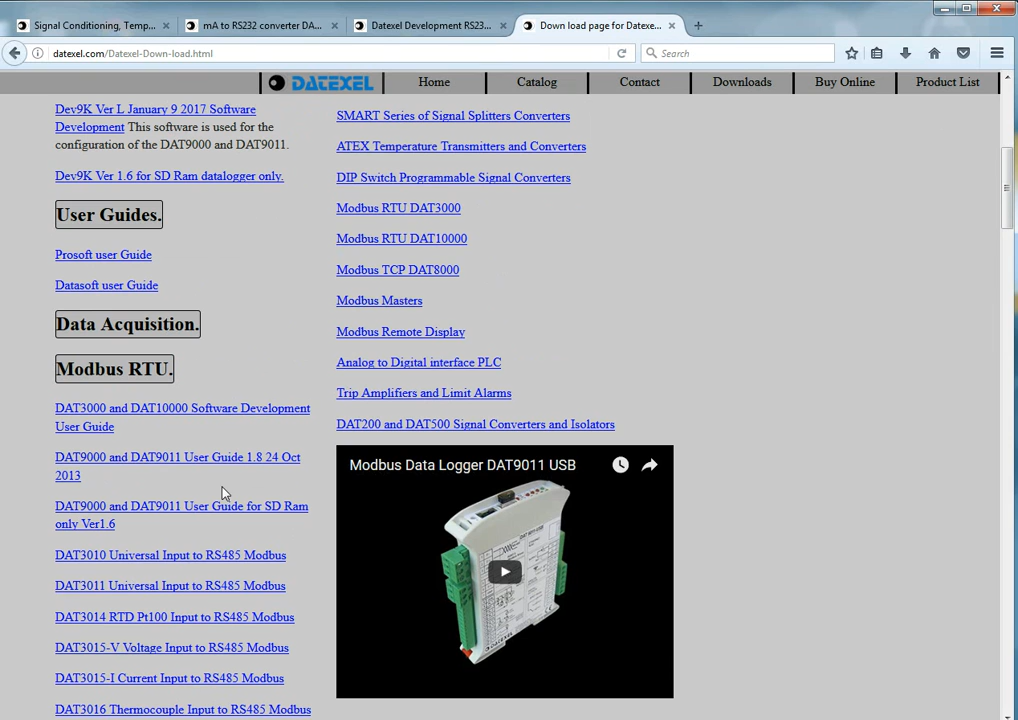 Signal Conditioning, Temp...
mA to RS232 converter DA...
Datexel Development RS23...
Down load page for Datexe...
datexel.com/Datexel-Down-load.html
Search
DATEXEL
Home
Catalog
Contact
Downloads
Buy Online
Product List
Dev9K Ver L January 9 2017 Software
Development This software is used for the
configuration of the DAT9000 and DAT9011.
Dev9K Ver 1.6 for SD Ram datalogger only.
User Guides.
Prosoft user Guide
Datasoft user Guide
Data Acquisition.
Modbus RTU.
DAT3000 and DAT10000 Software Development
User Guide
DAT9000 and DAT9011 User Guide 1.8 24 Oct
2013
DAT9000 and DAT9011 User Guide for SD Ram
only Ver1.6
DAT3010 Universal Input to RS485 Modbus
DAT3011 Universal Input to RS485 Modbus
DAT3014 RTD Pt100 Input to RS485 Modbus
DAT3015-V Voltage Input to RS485 Modbus
DAT3015-I Current Input to RS485 Modbus
DAT3016 Thermocouple Input to RS485 Modbus
SMART Series of Signal Splitters Converters
ATEX Temperature Transmitters and Converters
DIP Switch Programmable Signal Converters
Modbus RTU DAT3000
Modbus RTU DAT10000
Modbus TCP DAT8000
Modbus Masters
Modbus Remote Display
Analog to Digital interface PLC
Trip Amplifiers and Limit Alarms
DAT200 and DAT500 Signal Converters and Isolators
Modbus Data Logger DAT9011 USB
DAT 9011 USB
DATEXEL